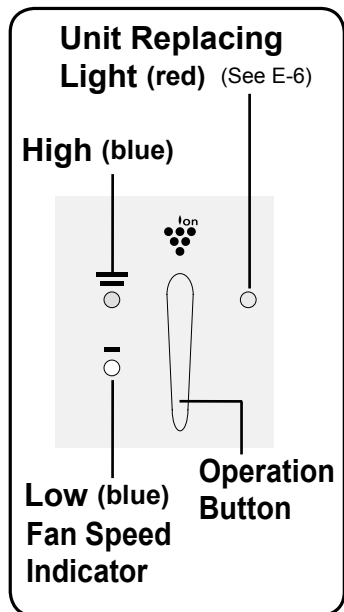 Unit Replacing
Light (red) (See E-6)
High (blue)
ion
Operation
Button
Low (blue)
Fan Speed
Indicator